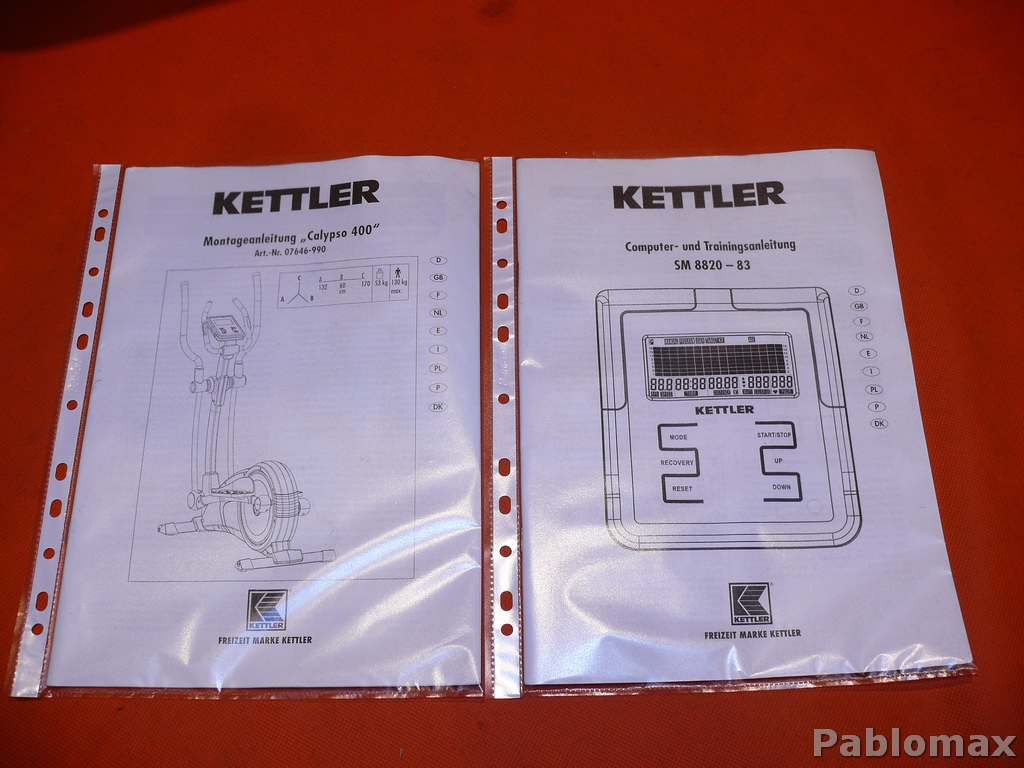 KETTLER
Montageanleitung „Calypso 400“
Art.-Nr. 07646-990
C A B C
A B 132 60 170 53 kg 130 kg
cm max.
D
GB
F
NL
E
I
PL
P
DK
KETTLER
FREIZEIT MARKE KETTLER
KETTLER
Computer- und Trainingsanleitung
SM 8820 – 83
D
GB
F
NL
E
I
PL
P
DK
KETTLER
MODE START/STOP
RECOVERY UP
RESET DOWN
KETTLER
FREIZEIT MARKE KETTLER
Pablomax